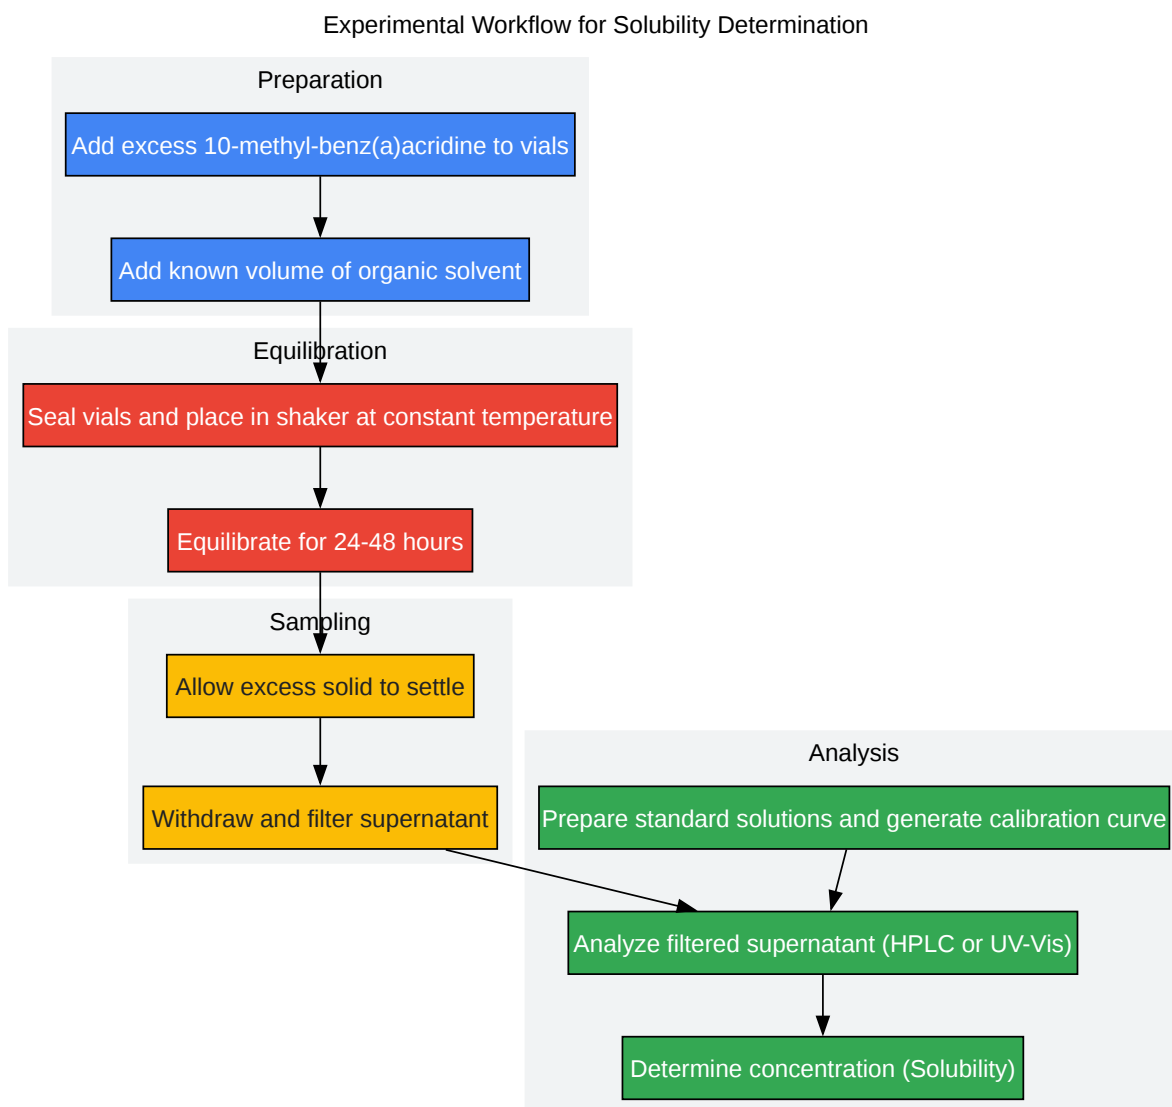 Experimental Workflow for Solubility Determination
Preparation
Add excess 10-methyl-benz(a)acridine to vials
Add known volume of organic solvent
Equilibration
Seal vials and place in shaker at constant temperature
Equilibrate for 24-48 hours
Sampling
Allow excess solid to settle
Withdraw and filter supernatant
Analysis
Prepare standard solutions and generate calibration curve
Analyze filtered supernatant (HPLC or UV-Vis)
Determine concentration (Solubility)